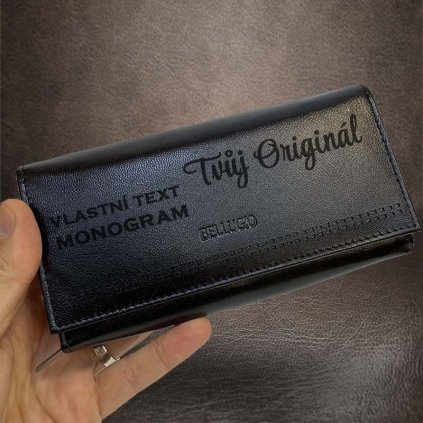 Tvůj Originál
VLASTNÍ TEXT
MONOGRAM
BELLUGIO